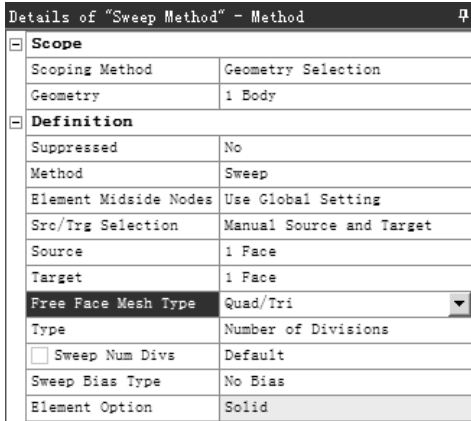 Details of "Sweep Method" - Method
Scope
Scoping Method Geometry Selection
Geometry 1 Body
Definition
Suppressed No
Method Sweep
Element Midside Nodes Use Global Setting
Src/Trg Selection Manual Source and Target
Source 1 Face
Target 1 Face
Free Face Mesh Type Quad/Tri
Type Number of Divisions
Sweep Num Divs Default
Sweep Bias Type No Bias
Element Option Solid